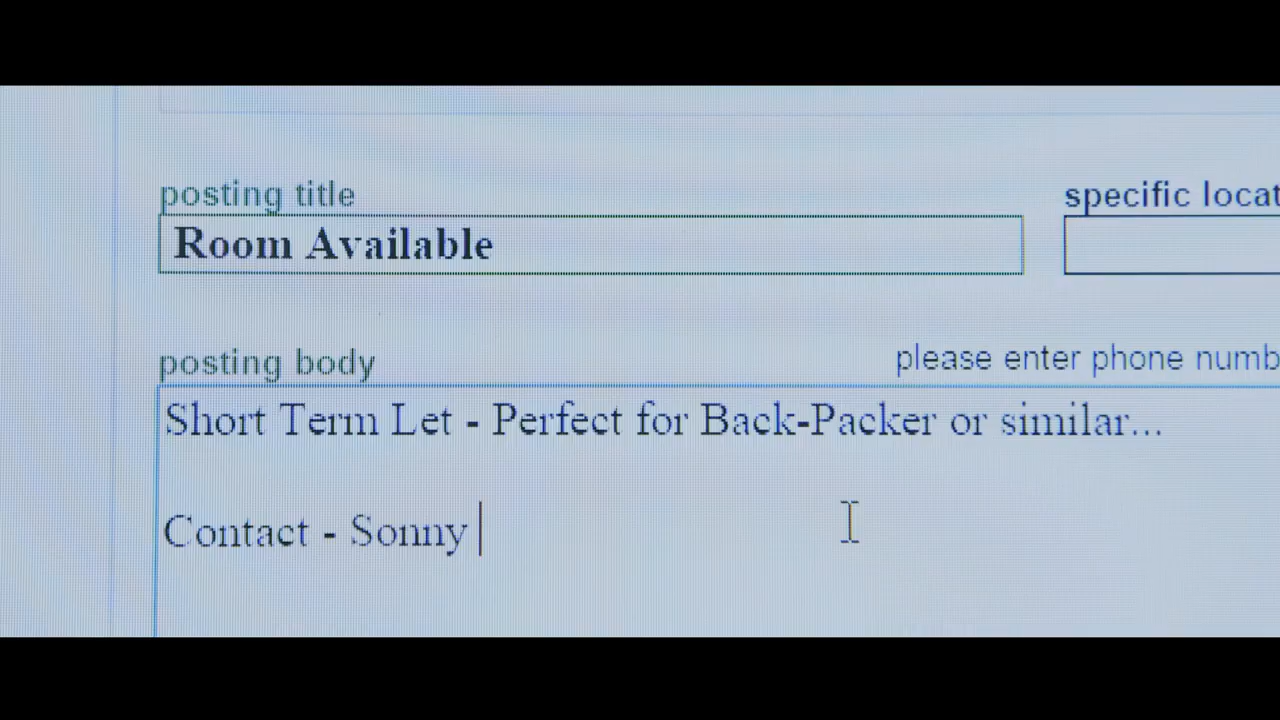 posting title
specific locat
Room Available
posting body
please enter phone numb
Short Term Let - Perfect for Back-Packer or similar...
Contact - Sonny